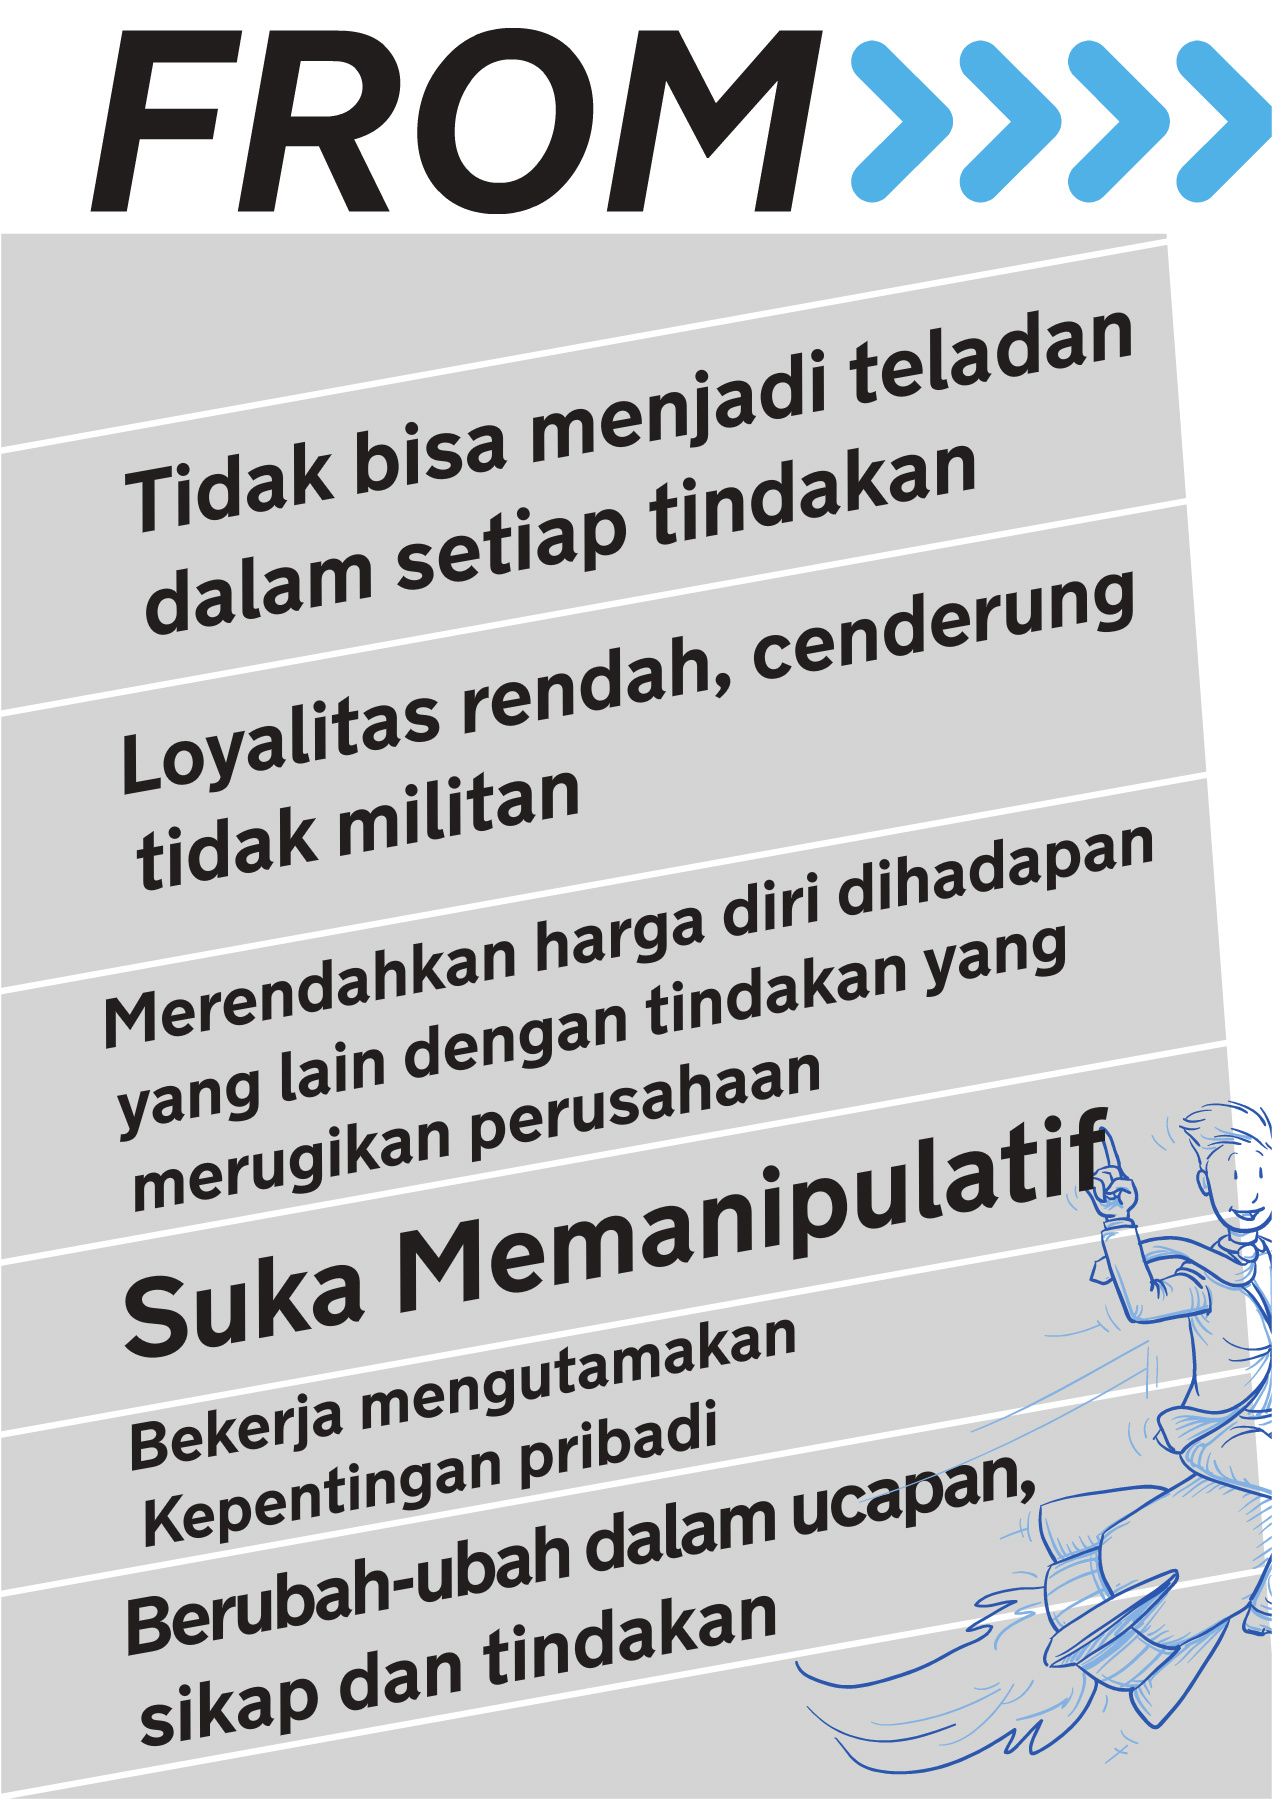 FROM
Tidak bisa menjadi teladan
dalam setiap tindakan
Loyalitas rendah, cenderung
tidak militan
Merendahkan harga diri dihadapan
yang lain dengan tindakan yang
merugikan perusahaan
Suka Memanipulatif
Bekerja mengutamakan
Kepentingan pribadi
Berubah-ubah dalam ucapan,
sikap dan tindakan